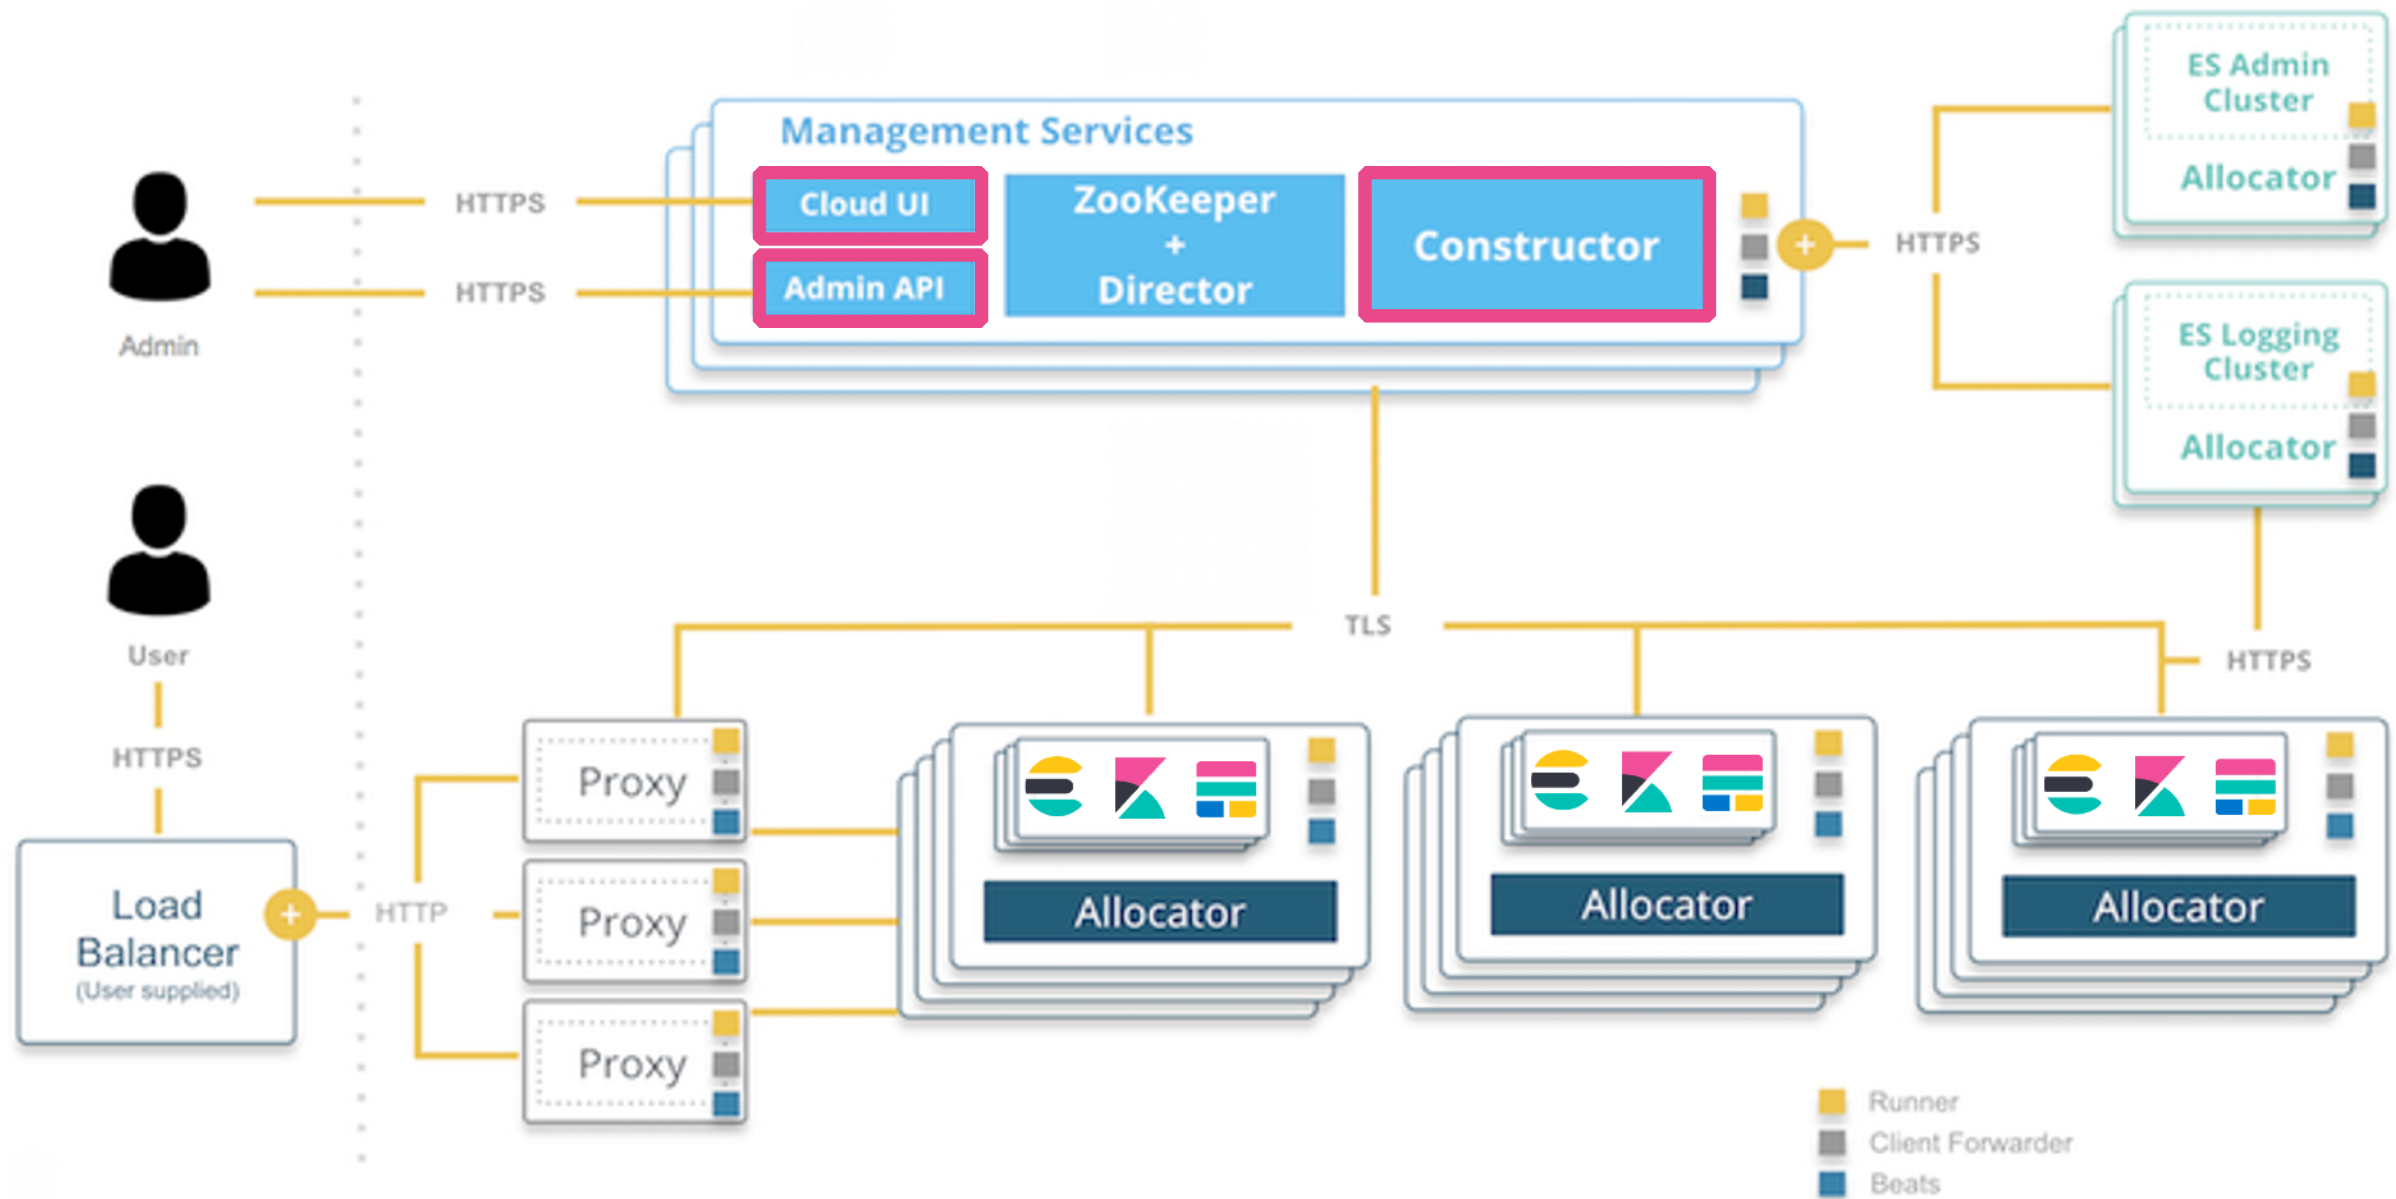 Management Services
Cloud UI
Admin API
ZooKeeper
+
Director
Constructor
+
HTTPS
HTTPS
HTTPS
Admin
ES Admin
Cluster
Allocator
ES Logging
Cluster
Allocator
User
HTTPS
TLS
HTTPS
Load
Balancer
(User supplied)
+
HTTP
Proxy
Proxy
Proxy
Allocator
Allocator
Allocator
Runner
Client Forwarder
Beats